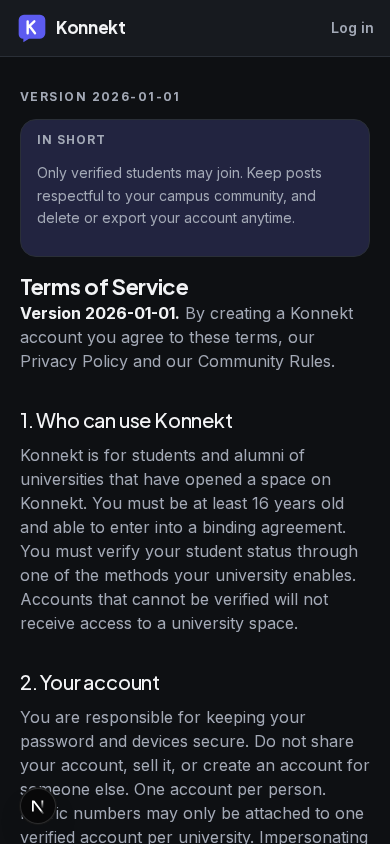 Konnekt
Log in
VERSION 2026-01-01
IN SHORT
Only verified students may join. Keep posts
respectful to your campus community, and
delete or export your account anytime.
Terms of Service
Version 2026-01-01. By creating a Konnekt
account you agree to these terms, our
Privacy Policy and our Community Rules.
1. Who can use Konnekt
Konnekt is for students and alumni of
universities that have opened a space on
Konnekt. You must be at least 16 years old
and able to enter into a binding agreement.
You must verify your student status through
one of the methods your university enables.
Accounts that cannot be verified will not
receive access to a university space.
2. Your account
You are responsible for keeping your
password and devices secure. Do not share
your account, sell it, or create an account for
someone else. One account per person.
numbers may only be attached to one
verified account per university. Impersonating